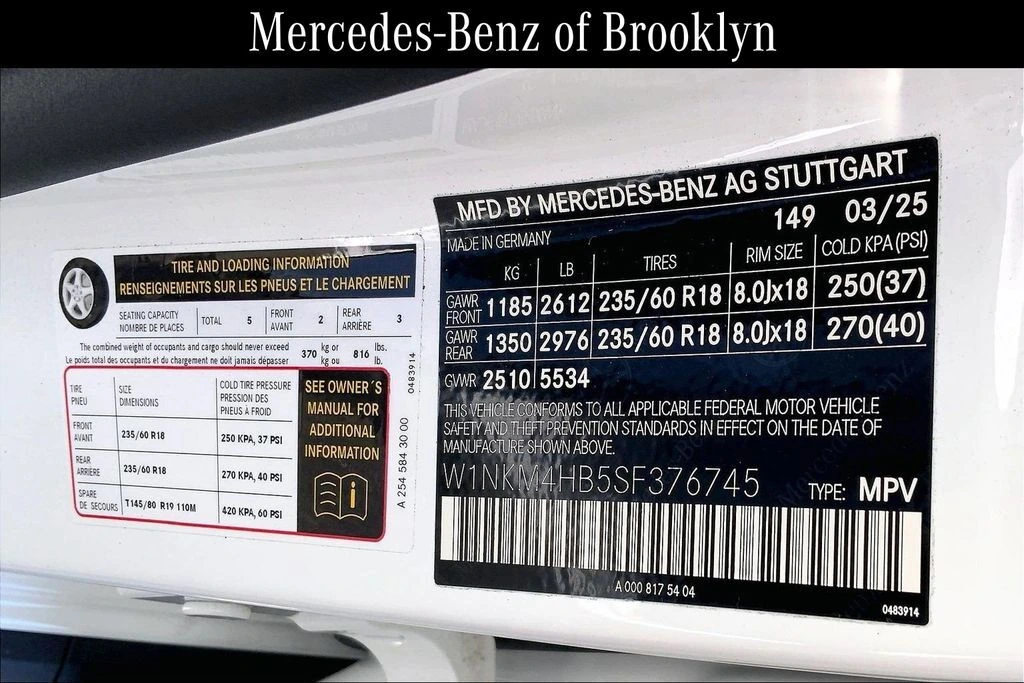 Mercedes-Benz of Brooklyn
TIRE AND LOADING INFORMATION
RENSEIGNEMENTS SUR LES PNEUS ET LE CHARGEMENT
SEATING CAPACITY
NOMBRE DE PLACES
TOTAL 5
FRONT
AVANT
2
REAR
ARRIÈRE
3
The combined weight of occupants and cargo should never exceed
Le poids total des occupants et du chargement ne doit jamais dépasser
370 kg or
kg ou
816 lbs.
lb.
TIRE
PNEU
SIZE
DIMENSIONS
COLD TIRE PRESSURE
PRESSION DES
PNEUS À FROID
FRONT
AVANT
235/60 R18
250 KPA, 37 PSI
REAR
ARRIÈRE
235/60 R18
270 KPA, 40 PSI
SPARE
DE SECOURS
T145/80 R19 110M
420 KPA, 60 PSI
SEE OWNER´S
MANUAL FOR
ADDITIONAL
INFORMATION
A 254 584 30 00
0483914
MFD BY MERCEDES-BENZ AG STUTTGART
149 03/25
MADE IN GERMANY
KG LB TIRES RIM SIZE COLD KPA (PSI)
GAWR
FRONT
1185 2612 235/60 R18 8.0Jx18 250(37)
GAWR
REAR
1350 2976 235/60 R18 8.0Jx18 270(40)
GVWR 2510 5534
THIS VEHICLE CONFORMS TO ALL APPLICABLE FEDERAL MOTOR VEHICLE
SAFETY AND THEFT PREVENTION STANDARDS IN EFFECT ON THE DATE OF
MANUFACTURE SHOWN ABOVE.
W1NKM4HB5SF376745
TYPE: MPV
A 000 817 54 04
0483914